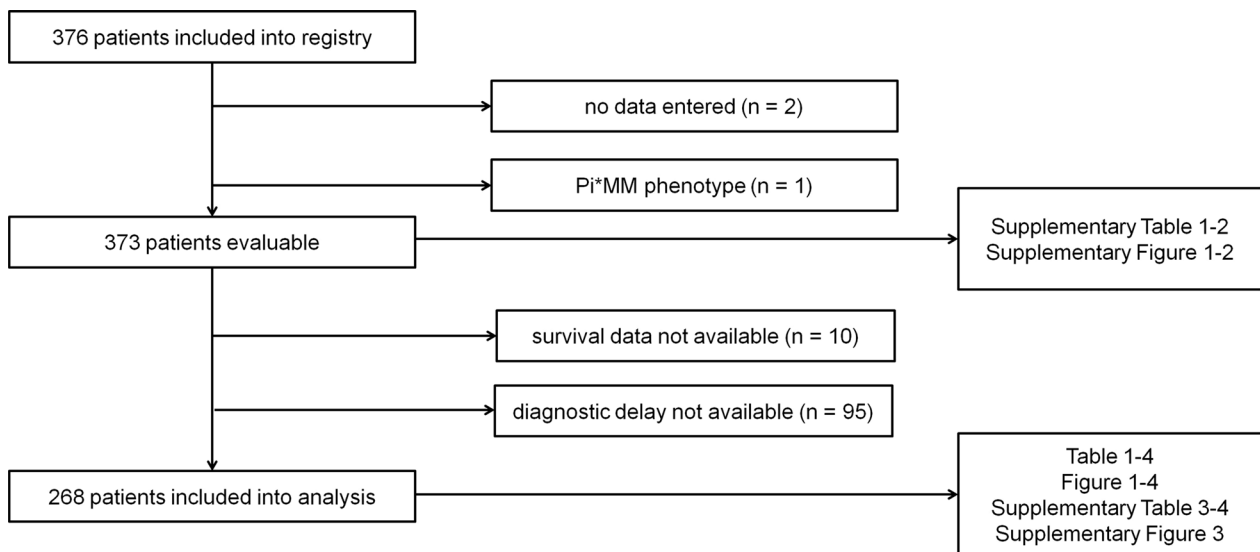 376 patients included into registry
no data entered (n = 2)
Pi*MM phenotype (n = 1)
373 patients evaluable
Supplementary Table 1-2
Supplementary Figure 1-2
survival data not available (n = 10)
diagnostic delay not available (n = 95)
268 patients included into analysis
Table 1-4
Figure 1-4
Supplementary Table 3-4
Supplementary Figure 3